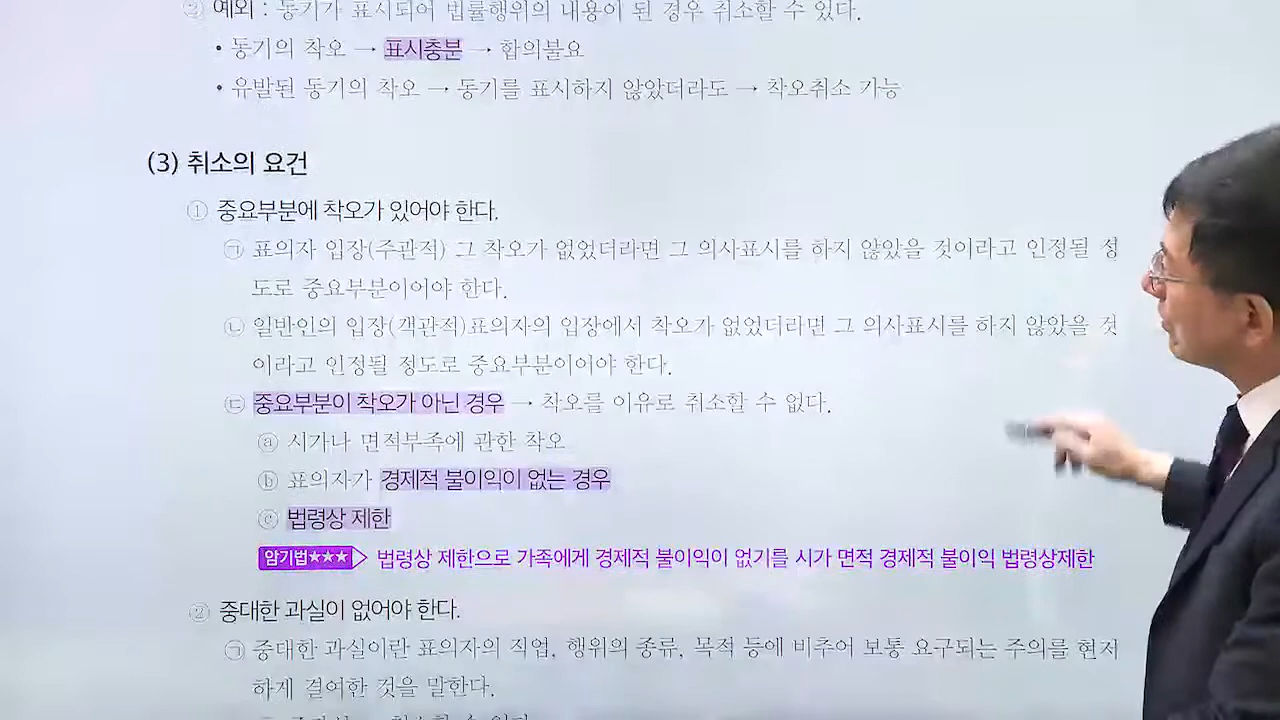 ② 예외 : 동기가 표시되어 법률행위의 내용이 된 경우 취소할 수 있다.
• 동기의 착오 → 표시충분 → 합의불요
• 유발된 동기의 착오 → 동기를 표시하지 않았더라도 → 착오취소 가능
(3) 취소의 요건
① 중요부분에 착오가 있어야 한다.
㉠ 표의자 입장(주관적) 그 착오가 없었더라면 그 의사표시를 하지 않았을 것이라고 인정될 정
도로 중요부분이어야 한다.
㉡ 일반인의 입장(객관적)표의자의 입장에서 착오가 없었더라면 그 의사표시를 하지 않았을 것
이라고 인정될 정도로 중요부분이어야 한다.
㉢ 중요부분이 착오가 아닌 경우 → 착오를 이유로 취소할 수 없다.
ⓐ 시가나 면적부족에 관한 착오
ⓑ 표의자가 경제적 불이익이 없는 경우
ⓒ 법령상 제한
암기법★★★ 법령상 제한으로 가족에게 경제적 불이익이 없기를 시가 면적 경제적 불이익 법령상제한
② 중대한 과실이 없어야 한다.
㉠ 중대한 과실이란 표의자의 직업, 행위의 종류, 목적 등에 비추어 보통 요구되는 주의를 현저
하게 결여한 것을 말한다.